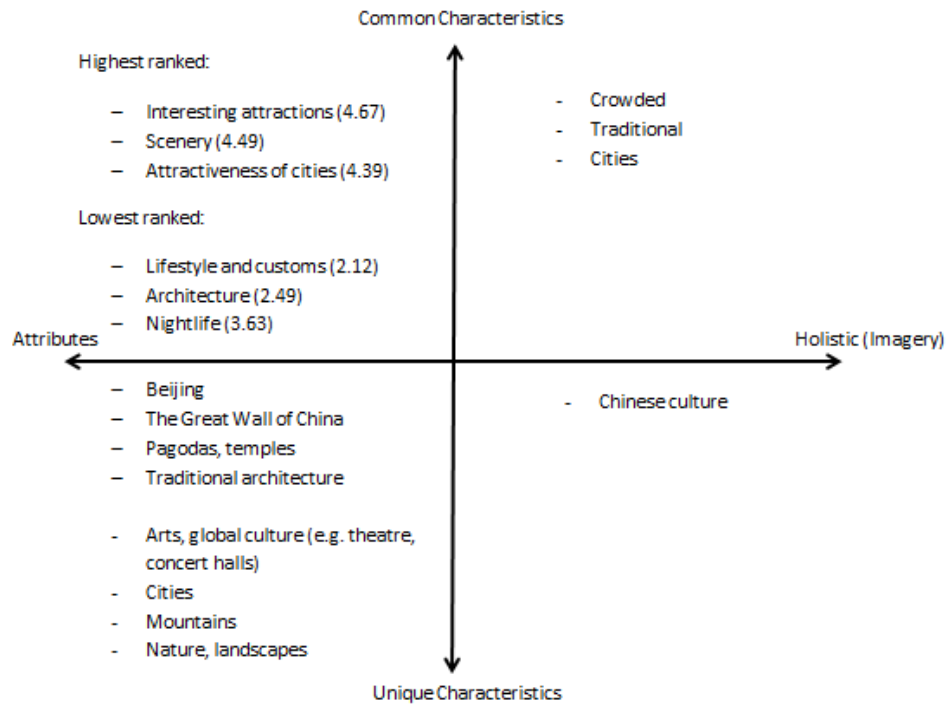 Common Characteristics
Highest ranked:
– Interesting attractions (4.67)
– Scenery (4.49)
– Attractiveness of cities (4.39)
- Crowded
- Traditional
- Cities
Lowest ranked:
– Lifestyle and customs (2.12)
– Architecture (2.49)
– Nightlife (3.63)
Attributes
Holistic (Imagery)
– Beijing
– The Great Wall of China
– Pagodas, temples
– Traditional architecture
- Chinese culture
- Arts, global culture (e.g. theatre,
concert halls)
- Cities
- Mountains
- Nature, landscapes
Unique Characteristics